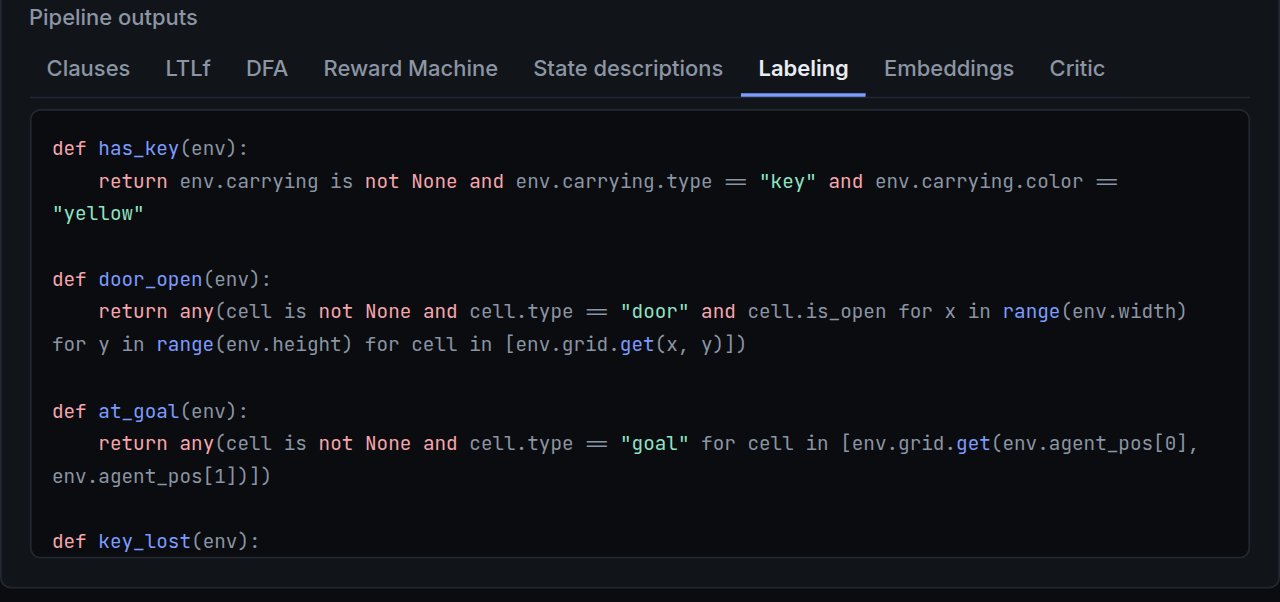 Pipeline outputs
Clauses LTLf DFA Reward Machine State descriptions Labeling Embeddings Critic
def has_key(env):
    return env.carrying is not None and env.carrying.type == "key" and env.carrying.color ==
"yellow"
def door_open(env):
    return any(cell is not None and cell.type == "door" and cell.is_open for x in range(env.width)
for y in range(env.height) for cell in [env.grid.get(x, y)])
def at_goal(env):
    return any(cell is not None and cell.type == "goal" for cell in [env.grid.get(env.agent_pos[0],
env.agent_pos[1])])
def key_lost(env):